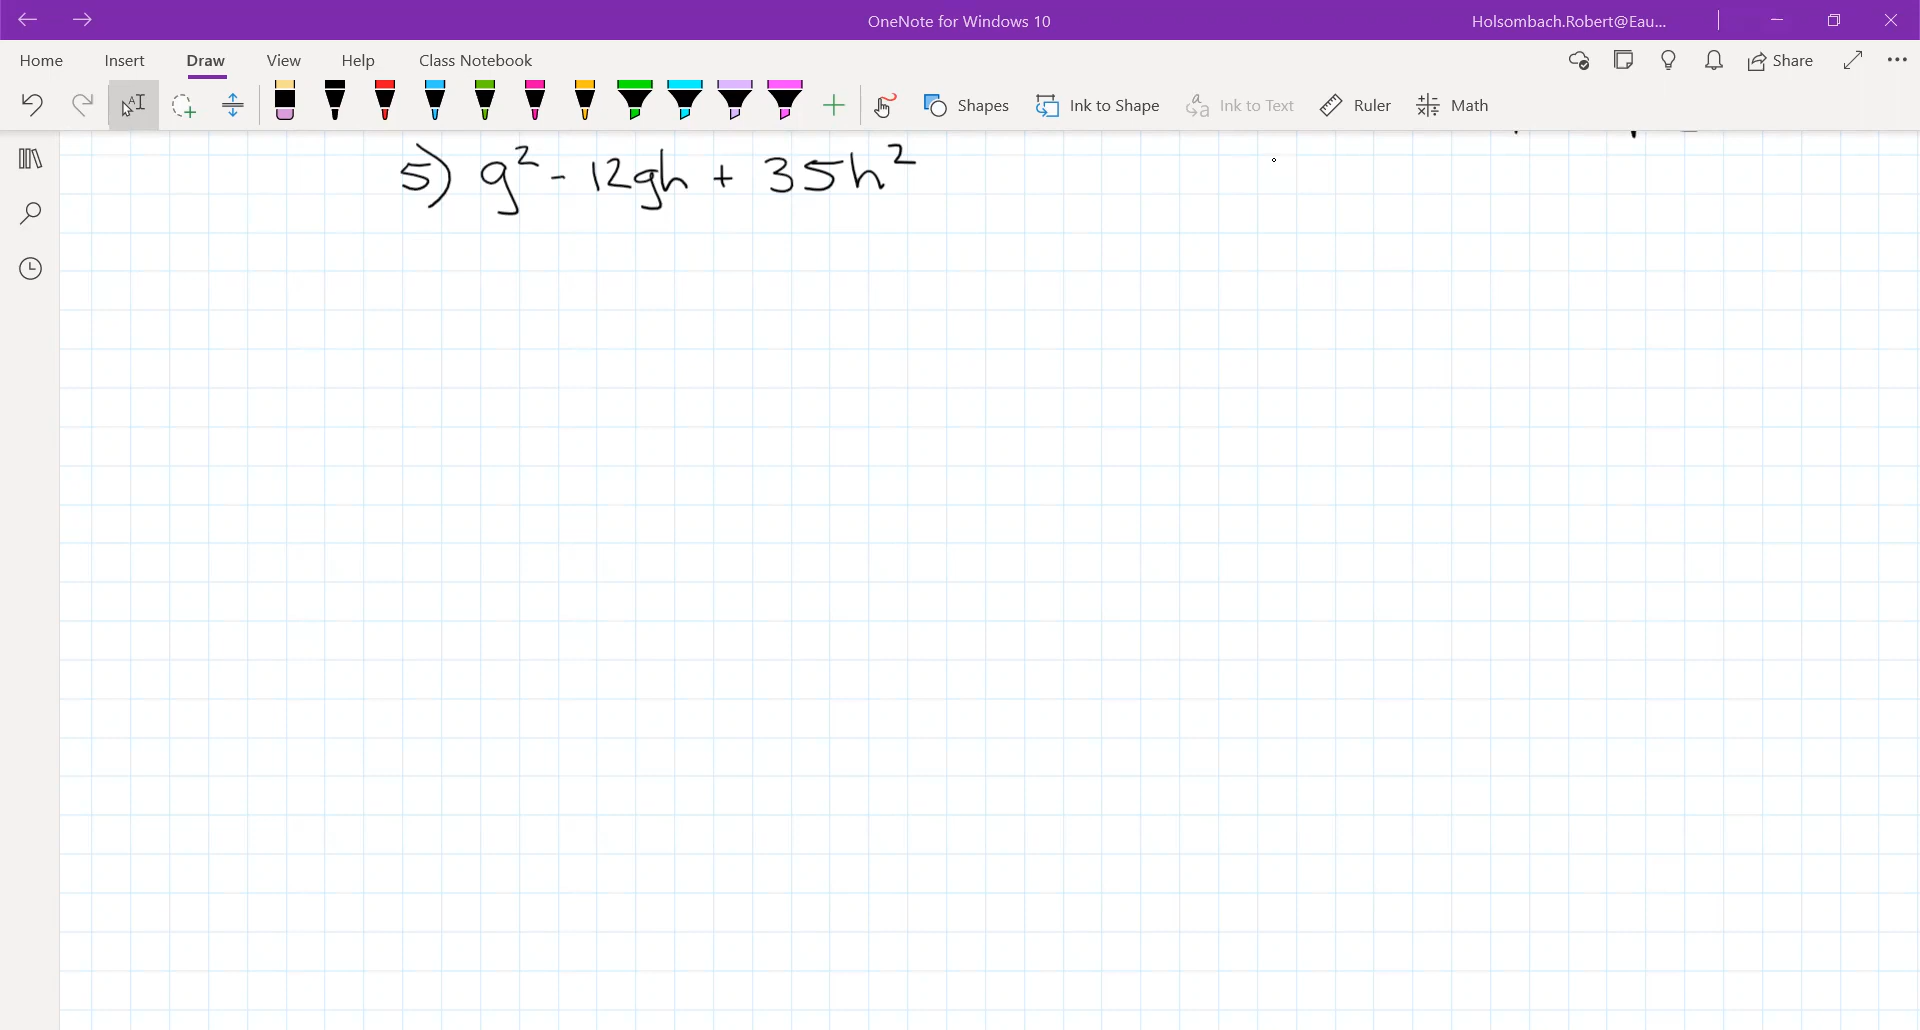 OneNote for Windows 10
Holsombach.Robert@Eau...
Home Insert Draw View Help Class Notebook
Share
Shapes Ink to Shape Ink to Text Ruler Math
5) g² - 12gh + 35h²